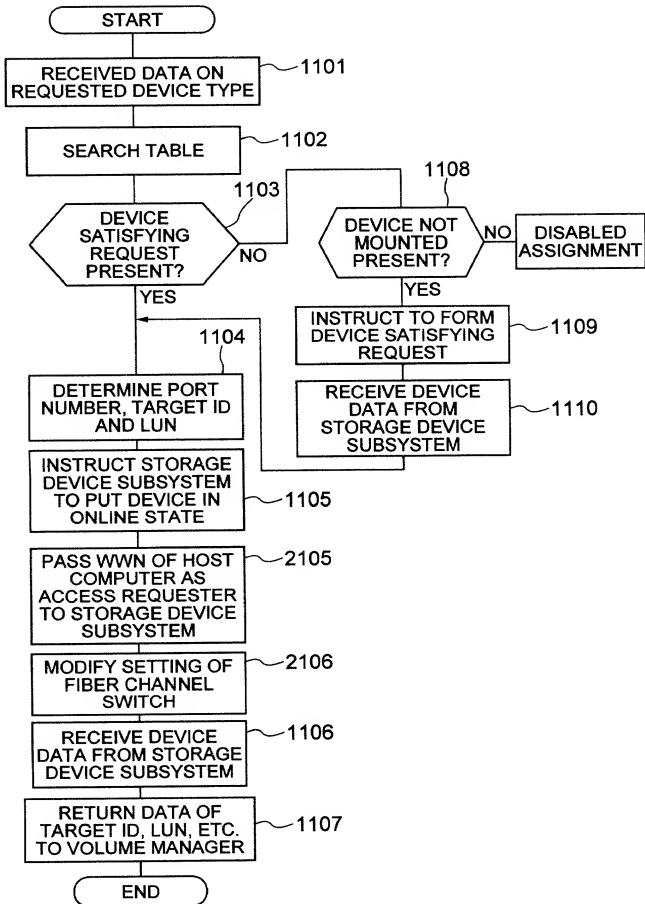 START
RECEIVED DATA ON
REQUESTED DEVICE TYPE
1101
SEARCH TABLE
1102
DEVICE
SATISFYING
REQUEST
PRESENT?
1103
NO
YES
DEVICE NOT
MOUNTED
PRESENT?
1108
NO
DISABLED
ASSIGNMENT
YES
INSTRUCT TO FORM
DEVICE SATISFYING
REQUEST
1109
RECEIVE DEVICE
DATA FROM
STORAGE DEVICE
SUBSYSTEM
1110
1104
DETERMINE PORT
NUMBER, TARGET ID
AND LUN
INSTRUCT STORAGE
DEVICE SUBSYSTEM
TO PUT DEVICE IN
ONLINE STATE
1105
PASS WWN OF HOST
COMPUTER AS
ACCESS REQUESTER
TO STORAGE DEVICE
SUBSYSTEM
2105
MODIFY SETTING OF
FIBER CHANNEL
SWITCH
2106
RECEIVE DEVICE
DATA FROM STORAGE
DEVICE SUBSYSTEM
1106
RETURN DATA OF
TARGET ID, LUN, ETC.
TO VOLUME MANAGER
1107
END